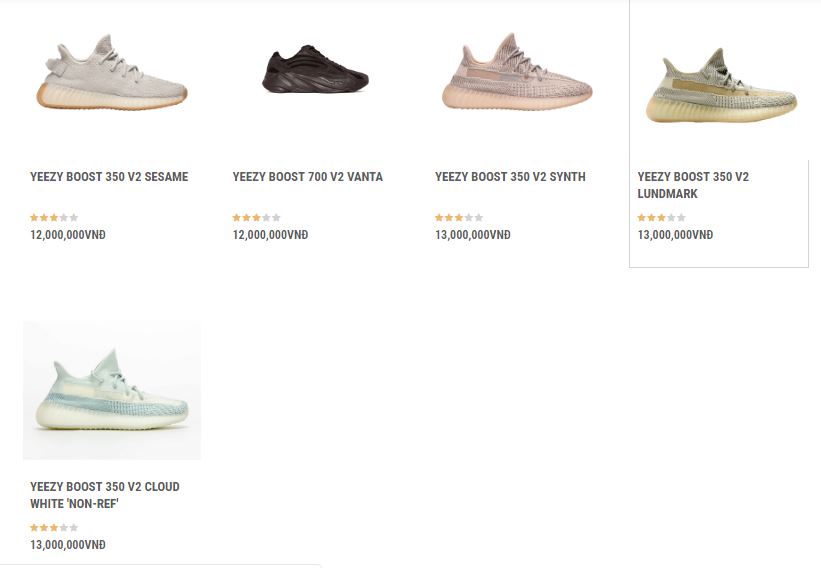 YEEZY BOOST 350 V2 SESAME
12,000,000VNĐ
YEEZY BOOST 700 V2 VANTA
12,000,000VNĐ
YEEZY BOOST 350 V2 SYNTH
13,000,000VNĐ
YEEZY BOOST 350 V2
LUNDMARK
13,000,000VNĐ
YEEZY BOOST 350 V2 CLOUD
WHITE 'NON-REF'
13,000,000VNĐ